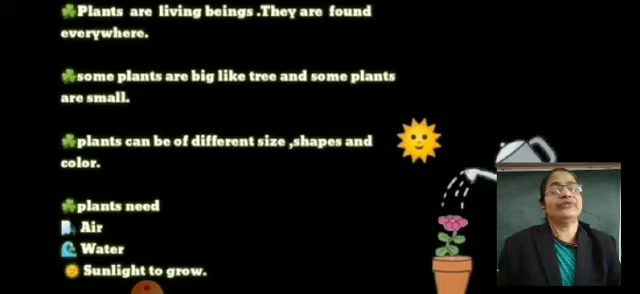 ☘Plants are living beings .They are found
everywhere.
☘some plants are big like tree and some plants
are small.
☘plants can be of different size ,shapes and
color.
☘plants need
🌬 Air
🌊 Water
🌞 Sunlight to grow.